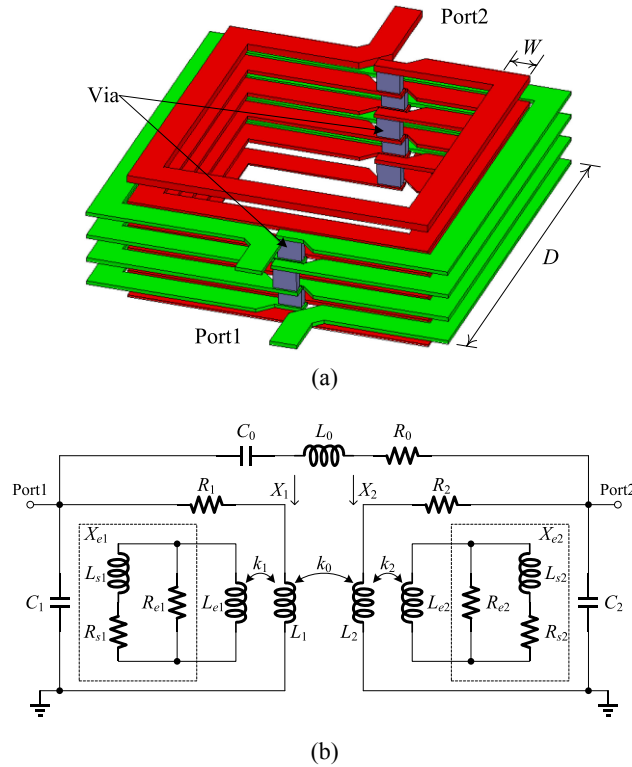 Port2
W
Via
D
Port1
(a)
C0 L0 R0
Port1 R1 X1 X2 R2 Port2
Xe1 Xe2
k1 k0 k2
Ls1 Ls2
C1 Re1 Le1 Le2 Re2 C2
Rs1 L1 L2 Rs2
(b)